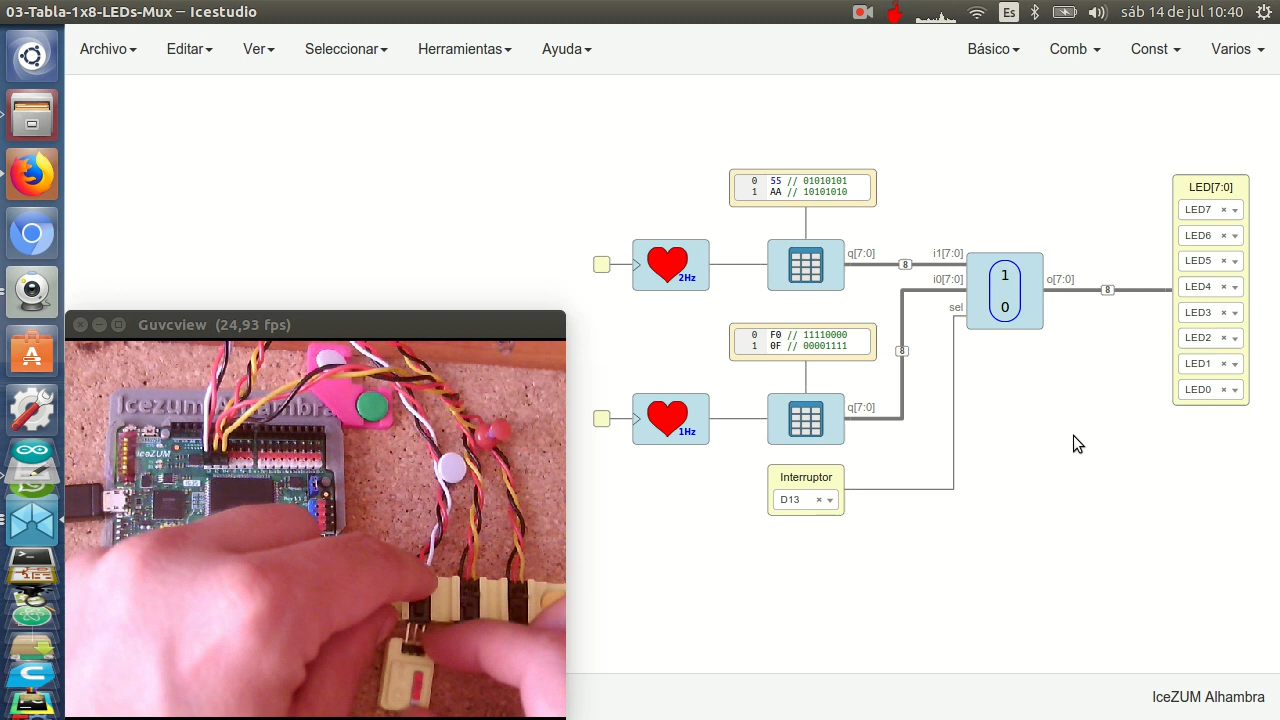 03-Tabla-1x8-LEDs-Mux — Icestudio
Es
sáb 14 de jul 10:40
Archivo
Editar
Ver
Seleccionar
Herramientas
Ayuda
Básico
Comb
Const
Varios
0 55 // 01010101
1 AA // 10101010
2Hz
q[7:0]
8
i1[7:0]
i0[7:0]
sel
1
0
o[7:0]
8
LED[7:0]
LED7
LED6
LED5
LED4
LED3
LED2
LED1
LED0
0 F0 // 11110000
1 0F // 00001111
1Hz
q[7:0]
8
Interruptor
D13
Guvcview (24,93 fps)
Icezum Alhambra
IceZUM
IceZUM Alhambra